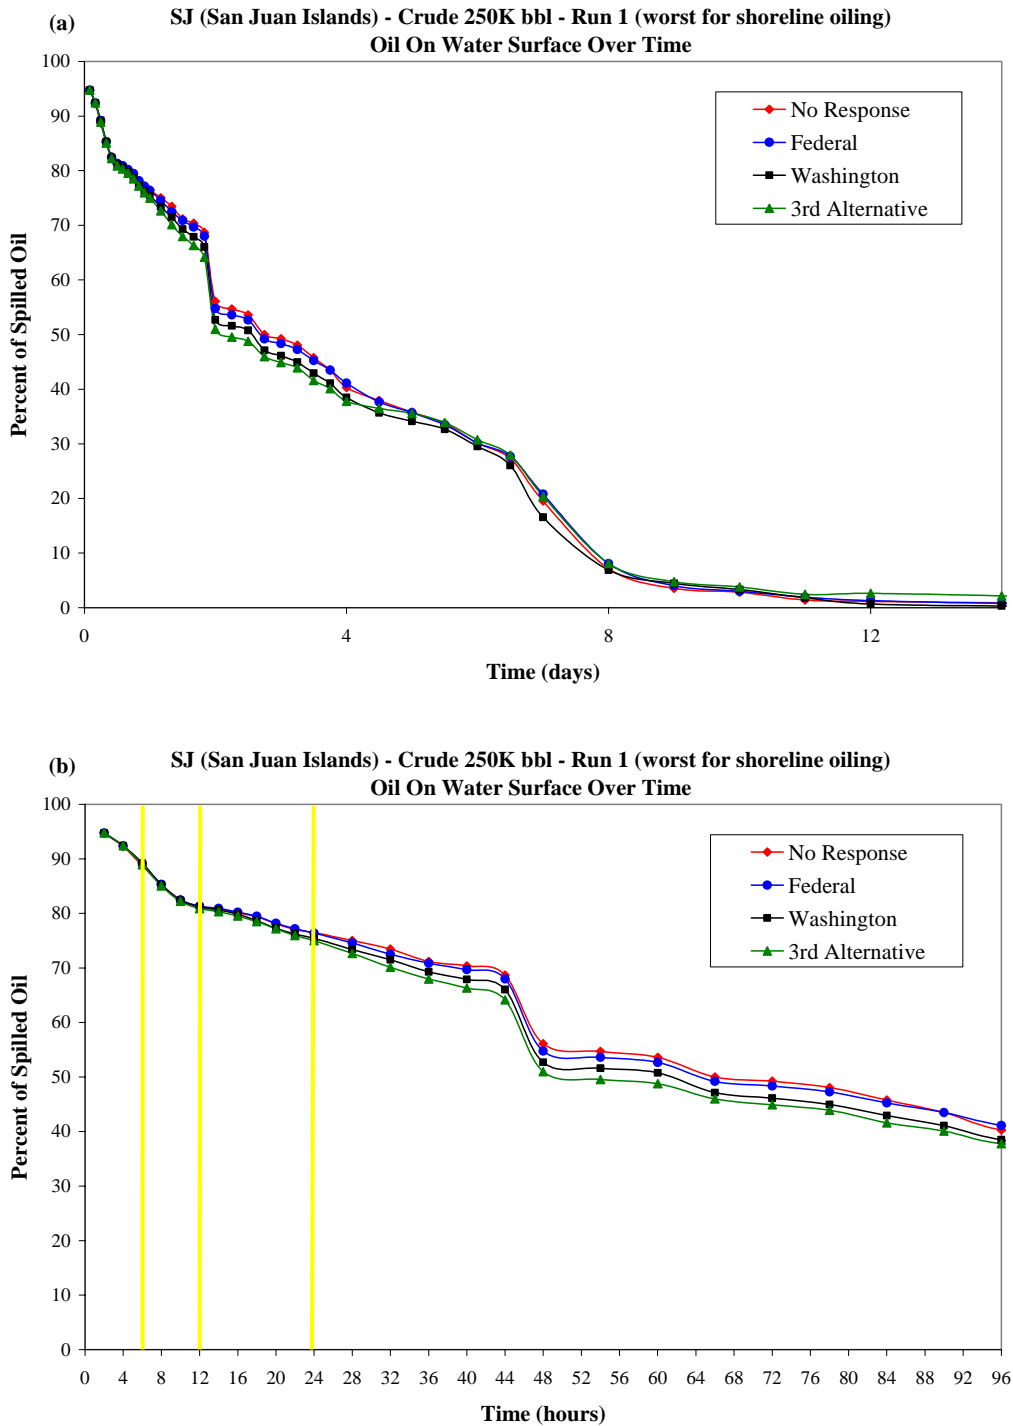 (a)
SJ (San Juan Islands) - Crude 250K bbl - Run 1 (worst for shoreline oiling)
Oil On Water Surface Over Time
Percent of Spilled Oil
100
90
80
70
60
50
40
30
20
10
0
No Response
Federal
Washington
3rd Alternative
0 4 8 12
Time (days)
(b)
SJ (San Juan Islands) - Crude 250K bbl - Run 1 (worst for shoreline oiling)
Oil On Water Surface Over Time
Percent of Spilled Oil
100
90
80
70
60
50
40
30
20
10
0
No Response
Federal
Washington
3rd Alternative
0 4 8 12 16 20 24 28 32 36 40 44 48 52 56 60 64 68 72 76 80 84 88 92 96
Time (hours)